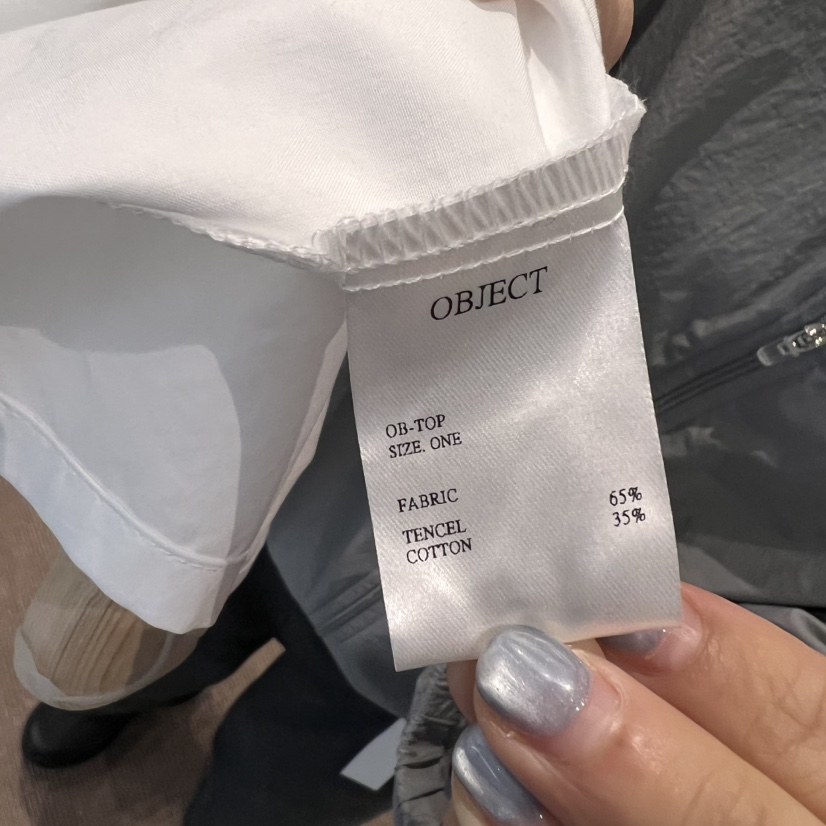 OBJECT
OB-TOP
SIZE. ONE
FABRIC 65%
TENCEL 35%
COTTON